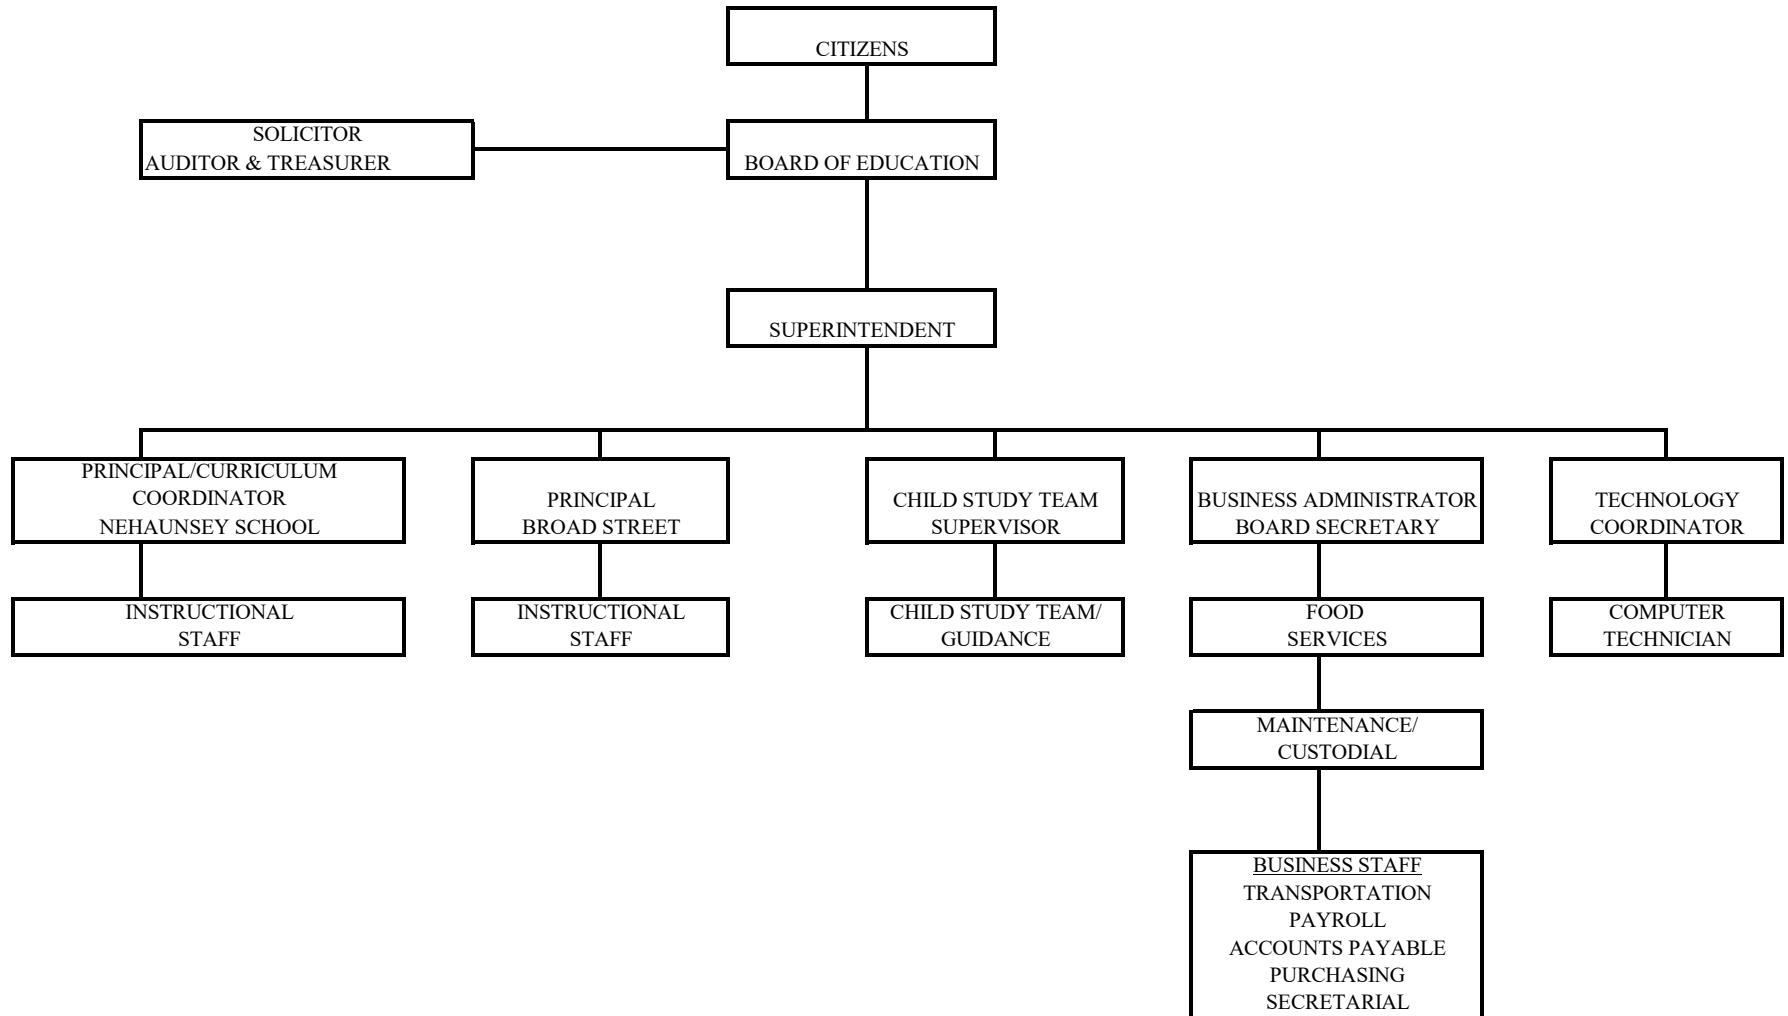 CITIZENS
SOLICITOR
AUDITOR & TREASURER
BOARD OF EDUCATION
SUPERINTENDENT
PRINCIPAL/CURRICULUM
COORDINATOR
NEHAUNSEY SCHOOL
PRINCIPAL
BROAD STREET
CHILD STUDY TEAM
SUPERVISOR
BUSINESS ADMINISTRATOR
BOARD SECRETARY
TECHNOLOGY
COORDINATOR
INSTRUCTIONAL
STAFF
INSTRUCTIONAL
STAFF
CHILD STUDY TEAM/
GUIDANCE
FOOD
SERVICES
COMPUTER
TECHNICIAN
MAINTENANCE/
CUSTODIAL
BUSINESS STAFF
TRANSPORTATION
PAYROLL
ACCOUNTS PAYABLE
PURCHASING
SECRETARIAL